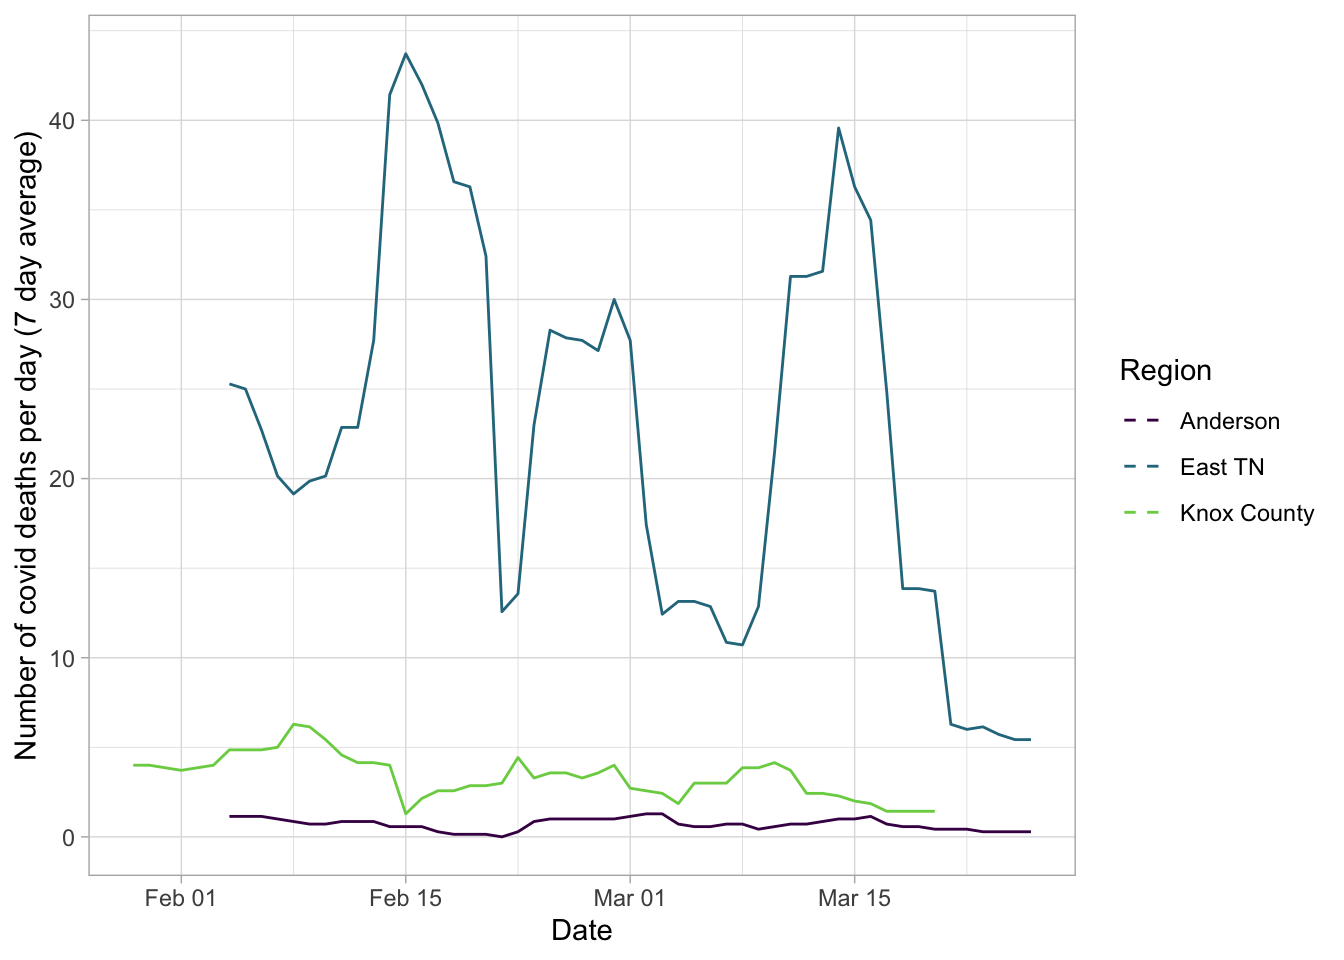 Number of covid deaths per day (7 day average)
40
30
20
10
0
Feb 01
Feb 15
Mar 01
Mar 15
Date
Region
Anderson
East TN
Knox County